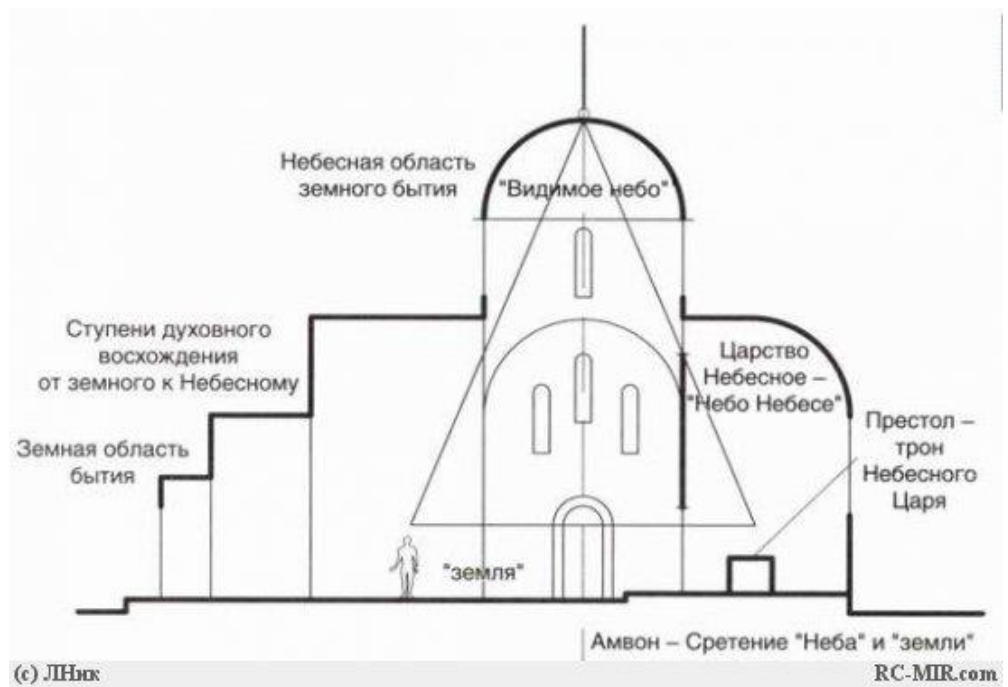 Небесная область
земного бытия
"Видимое небо"
Ступени духовного
восхождения
от земного к Небесному
Царство
Небесное –
"Небо Небесе"
Земная область
бытия
Престол –
трон
Небесного
Царя
"земля"
Амвон – Сретение "Неба" и "земли"
(c) ЛНик
RC-MIR.com